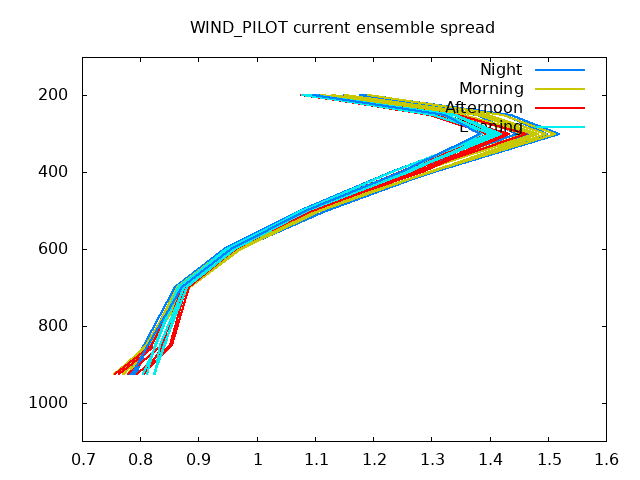 WIND_PILOT current ensemble spread
Night
Morning
Afternoon
Evening
200
400
600
800
1000
0.7 0.8 0.9 1 1.1 1.2 1.3 1.4 1.5 1.6